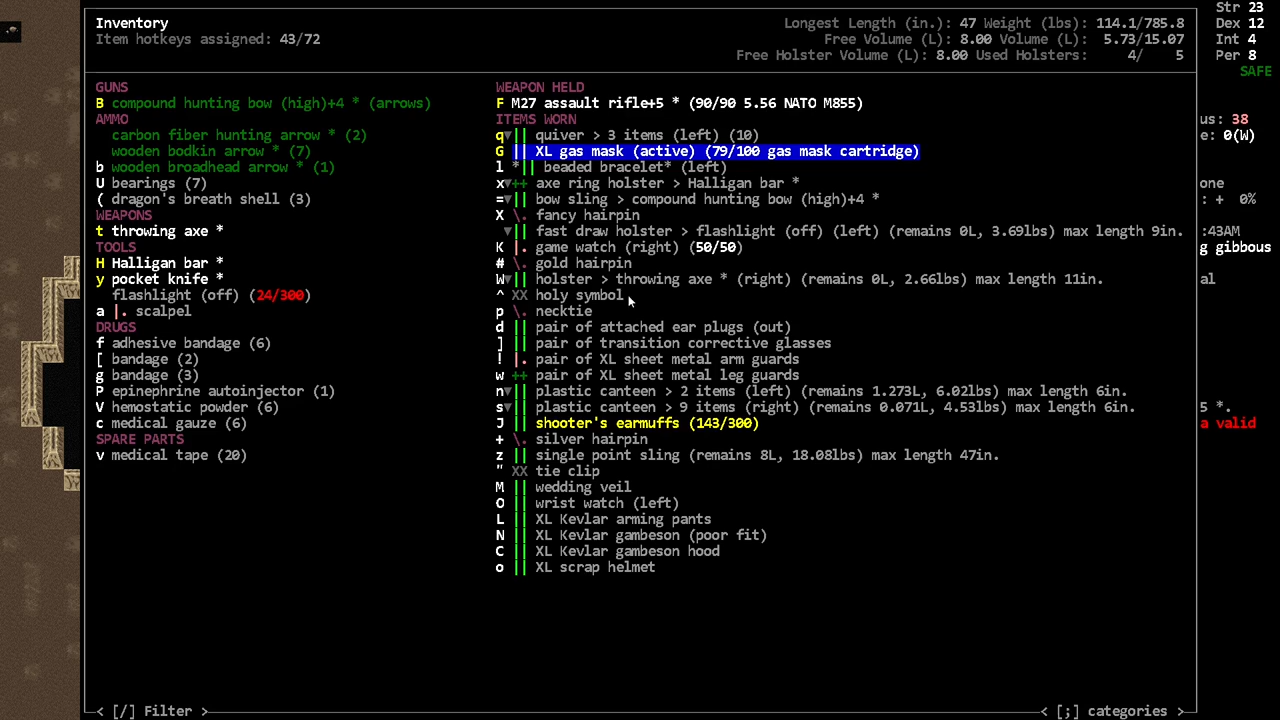 Inventory
Item hotkeys assigned: 43/72
Longest Length (in.): 47 Weight (lbs): 114.1/785.8
Free Volume (L): 8.00 Volume (L): 5.73/15.07
Free Holster Volume (L): 8.00 Used Holsters: 4/ 5
GUNS
B compound hunting bow (high)+4 * (arrows)
AMMO
carbon fiber hunting arrow * (2)
wooden bodkin arrow * (7)
b wooden broadhead arrow * (1)
U bearings (7)
( dragon's breath shell (3)
WEAPONS
t throwing axe *
TOOLS
H Halligan bar *
y pocket knife *
flashlight (off) (24/300)
a |. scalpel
DRUGS
f adhesive bandage (6)
[ bandage (2)
g bandage (3)
P epinephrine autoinjector (1)
V hemostatic powder (6)
c medical gauze (6)
SPARE PARTS
v medical tape (20)
WEAPON HELD
F M27 assault rifle+5 * (90/90 5.56 NATO M855)
ITEMS WORN
q▼|| quiver > 3 items (left) (10)
G || XL gas mask (active) (79/100 gas mask cartridge)
l *|| beaded bracelet* (left)
x▼++ axe ring holster > Halligan bar *
=▼|| bow sling > compound hunting bow (high)+4 *
X \. fancy hairpin
▼|| fast draw holster > flashlight (off) (left) (remains 0L, 3.69lbs) max length 9in.
K |. game watch (right) (50/50)
# \. gold hairpin
W▼|| holster > throwing axe * (right) (remains 0L, 2.66lbs) max length 11in.
^ XX holy symbol
p \. necktie
d || pair of attached ear plugs (out)
] || pair of transition corrective glasses
! |. pair of XL sheet metal arm guards
w ++ pair of XL sheet metal leg guards
n▼|| plastic canteen > 2 items (left) (remains 1.273L, 6.02lbs) max length 6in.
s▼|| plastic canteen > 9 items (right) (remains 0.071L, 4.53lbs) max length 6in.
J || shooter's earmuffs (143/300)
+ \. silver hairpin
z || single point sling (remains 8L, 18.08lbs) max length 47in.
" XX tie clip
M || wedding veil
O || wrist watch (left)
L || XL Kevlar arming pants
N || XL Kevlar gambeson (poor fit)
C || XL Kevlar gambeson hood
o || XL scrap helmet
< [/] Filter >
< [;] categories >
Str 23
Dex 12
Int 4
Per 8
SAFE
us: 38
e: 0(W)
one
: + 0%
:43AM
g gibbous
al
5 *.
a valid